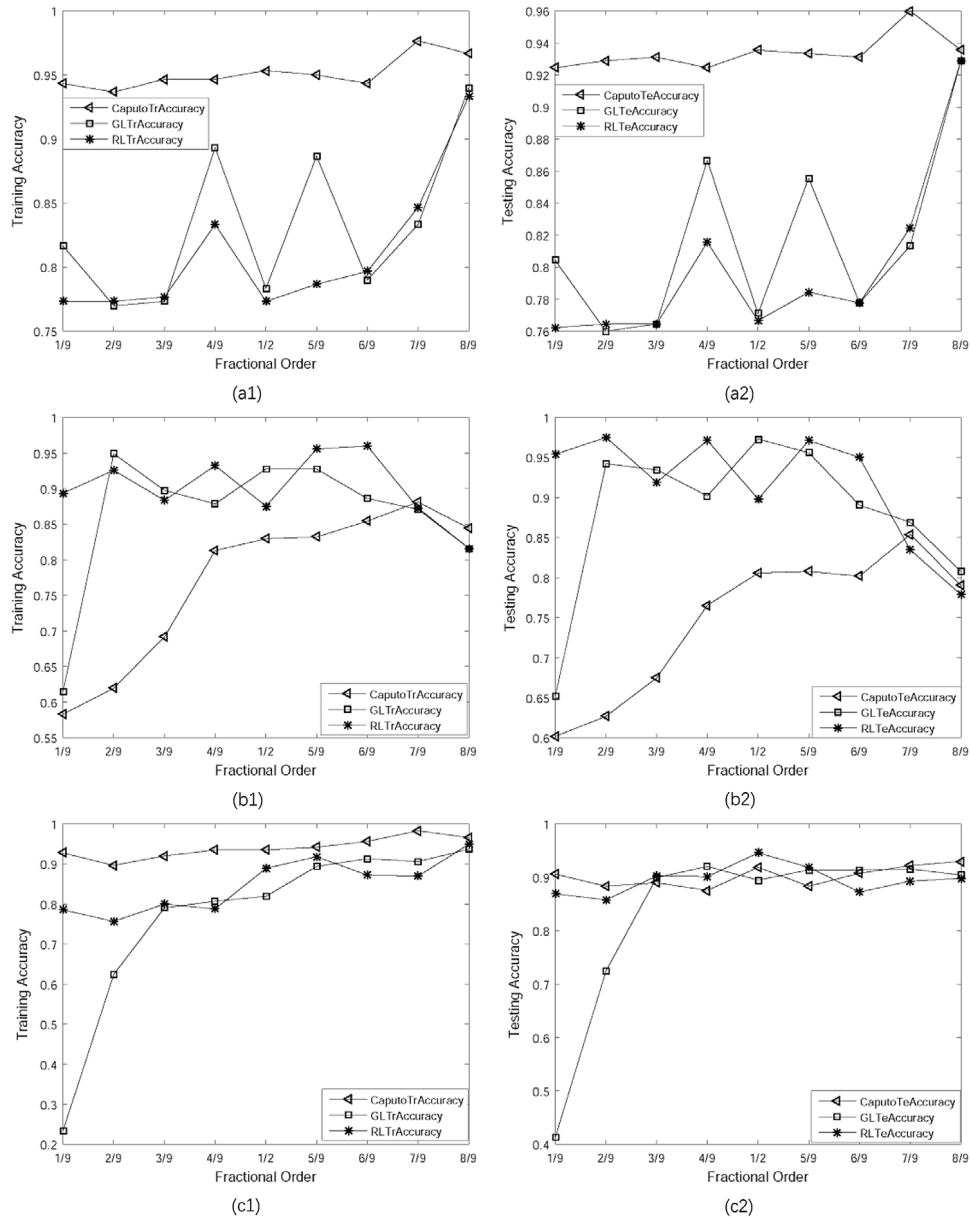 1
0.95
0.9
0.85
0.8
0.75
Training Accuracy
CaputoTrAccuracy
GLTrAccuracy
RLTrAccuracy
1/9 2/9 3/9 4/9 1/2 5/9 6/9 7/9 8/9
Fractional Order
(a1)
0.96
0.94
0.92
0.9
0.88
0.86
0.84
0.82
0.8
0.78
0.76
Testing Accuracy
CaputoTeAccuracy
GLTeAccuracy
RLTeAccuracy
1/9 2/9 3/9 4/9 1/2 5/9 6/9 7/9 8/9
Fractional Order
(a2)
1
0.95
0.9
0.85
0.8
0.75
0.7
0.65
0.6
0.55
Training Accuracy
CaputoTrAccuracy
GLTrAccuracy
RLTrAccuracy
1/9 2/9 3/9 4/9 1/2 5/9 6/9 7/9 8/9
Fractional Order
(b1)
1
0.95
0.9
0.85
0.8
0.75
0.7
0.65
0.6
Testing Accuracy
CaputoTeAccuracy
GLTeAccuracy
RLTeAccuracy
1/9 2/9 3/9 4/9 1/2 5/9 6/9 7/9 8/9
Fractional Order
(b2)
1
0.9
0.8
0.7
0.6
0.5
0.4
0.3
0.2
Training Accuracy
CaputoTrAccuracy
GLTrAccuracy
RLTrAccuracy
1/9 2/9 3/9 4/9 1/2 5/9 6/9 7/9 8/9
Fractional Order
(c1)
1
0.9
0.8
0.7
0.6
0.5
0.4
Testing Accuracy
CaputoTeAccuracy
GLTeAccuracy
RLTeAccuracy
1/9 2/9 3/9 4/9 1/2 5/9 6/9 7/9 8/9
Fractional Order
(c2)